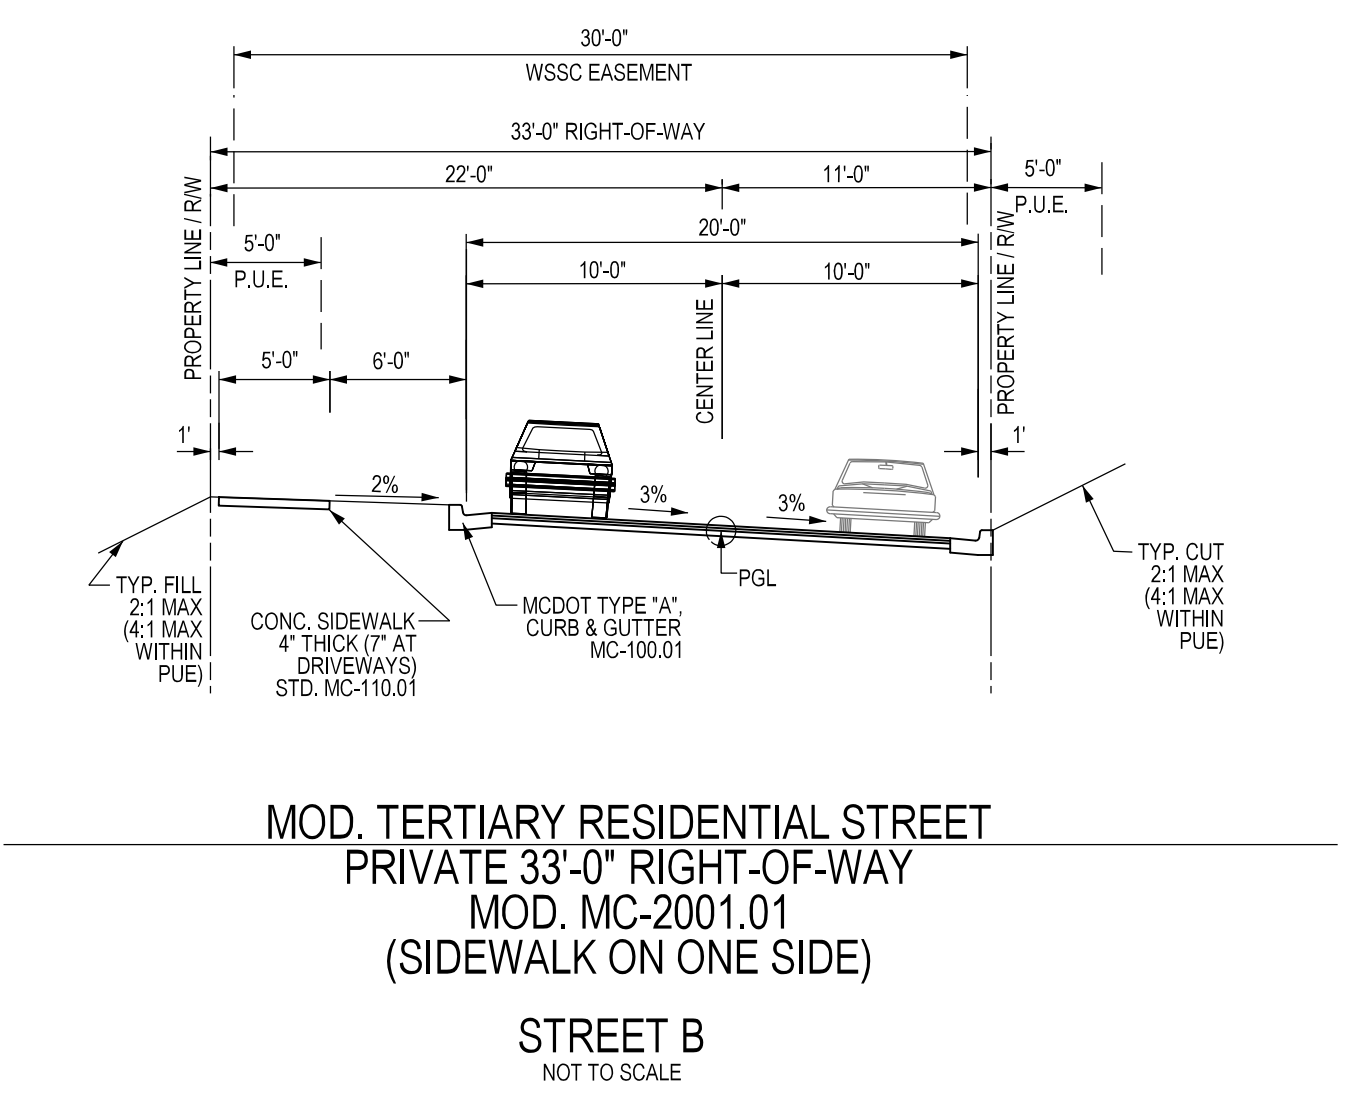 30'-0"
WSSC EASEMENT
33'-0" RIGHT-OF-WAY
22'-0"
11'-0"
5'-0"
P.U.E.
PROPERTY LINE / R/W
PROPERTY LINE / R/W
20'-0"
5'-0"
P.U.E.
10'-0"
10'-0"
CENTER LINE
5'-0"
6'-0"
1'
1'
2%
3%
3%
PGL
TYP. FILL
2:1 MAX
(4:1 MAX
WITHIN
PUE)
CONC. SIDEWALK
4" THICK (7" AT
DRIVEWAYS)
STD. MC-110.01
MCDOT TYPE "A",
CURB & GUTTER
MC-100.01
TYP. CUT
2:1 MAX
(4:1 MAX
WITHIN
PUE)
MOD. TERTIARY RESIDENTIAL STREET
PRIVATE 33'-0" RIGHT-OF-WAY
MOD. MC-2001.01
(SIDEWALK ON ONE SIDE)
STREET B
NOT TO SCALE